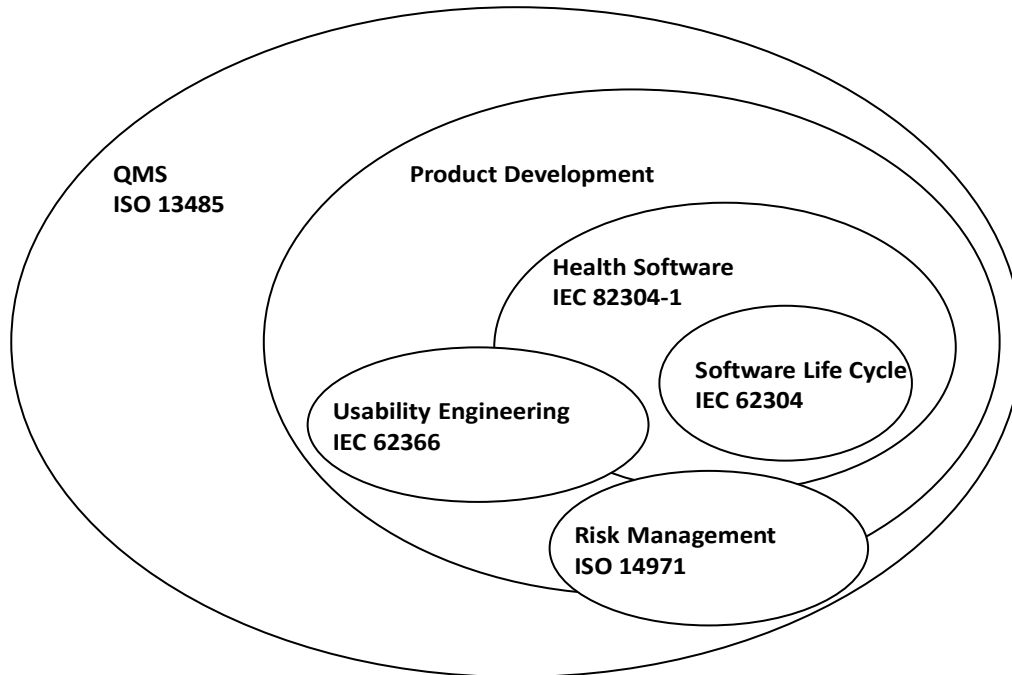 QMS
ISO 13485
Product Development
Health Software
IEC 82304-1
Software Life Cycle
IEC 62304
Usability Engineering
IEC 62366
Risk Management
ISO 14971